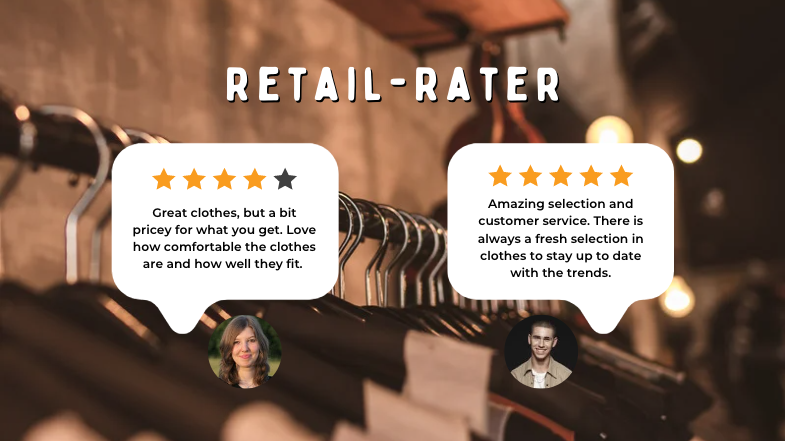 RETAIL-RATER
Great clothes, but a bit
pricey for what you get. Love
how comfortable the clothes
are and how well they fit.
Amazing selection and
customer service. There is
always a fresh selection in
clothes to stay up to date
with the trends.